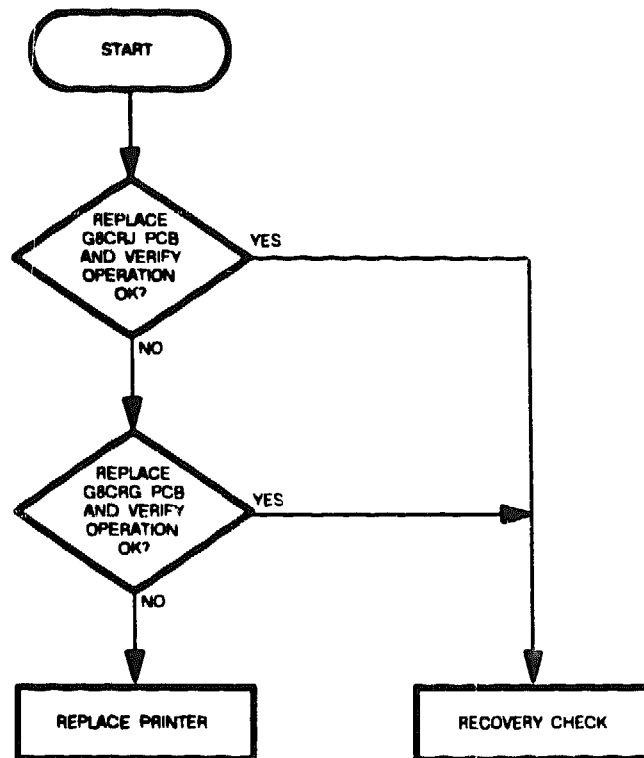 START
REPLACE
G8CRJ PCB
AND VERIFY
OPERATION
OK?
YES
NO
REPLACE
G8CRG PCB
AND VERIFY
OPERATION
OK?
YES
NO
REPLACE PRINTER
RECOVERY CHECK